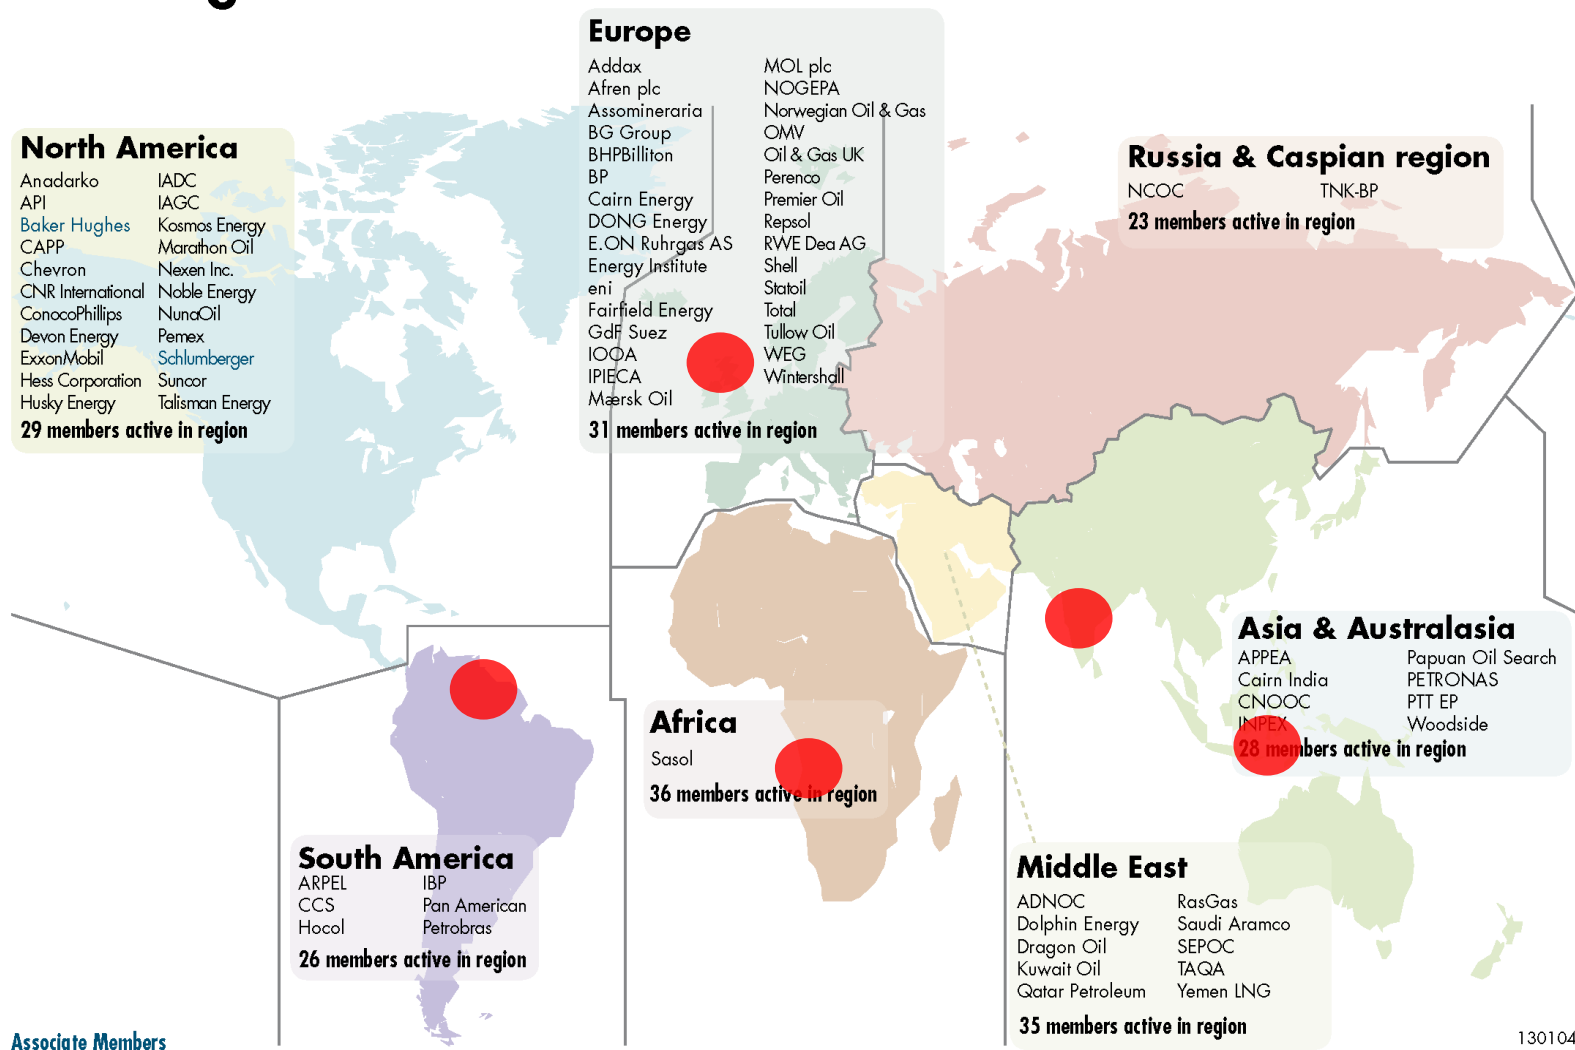 Europe
Addax
Afren plc
Assomineraria
BG Group
BHPBilliton
BP
Cairn Energy
DONG Energy
E.ON Ruhrgas AS
Energy Institute
eni
Fairfield Energy
GdF Suez
IOOA
IPIECA
Mærsk Oil
MOL plc
NOGEPA
Norwegian Oil & Gas
OMV
Oil & Gas UK
Perenco
Premier Oil
Repsol
RWE Dea AG
Shell
Statoil
Total
Tullow Oil
WEG
Wintershall
31 members active in region
North America
Anadarko
API
Baker Hughes
CAPP
Chevron
CNR International
ConocoPhillips
Devon Energy
ExxonMobil
Hess Corporation
Husky Energy
IADC
IAGC
Kosmos Energy
Marathon Oil
Nexen Inc.
Noble Energy
NunaOil
Pemex
Schlumberger
Suncor
Talisman Energy
29 members active in region
Russia & Caspian region
NCOC
TNK-BP
23 members active in region
Asia & Australasia
APPEA
Cairn India
CNOOC
INPEX
Papuan Oil Search
PETRONAS
PTT EP
Woodside
28 members active in region
Africa
Sasol
36 members active in region
South America
ARPEL
CCS
Hocol
IBP
Pan American
Petrobras
26 members active in region
Middle East
ADNOC
Dolphin Energy
Dragon Oil
Kuwait Oil
Qatar Petroleum
RasGas
Saudi Aramco
SEPOC
TAQA
Yemen LNG
35 members active in region
Associate Members
130104